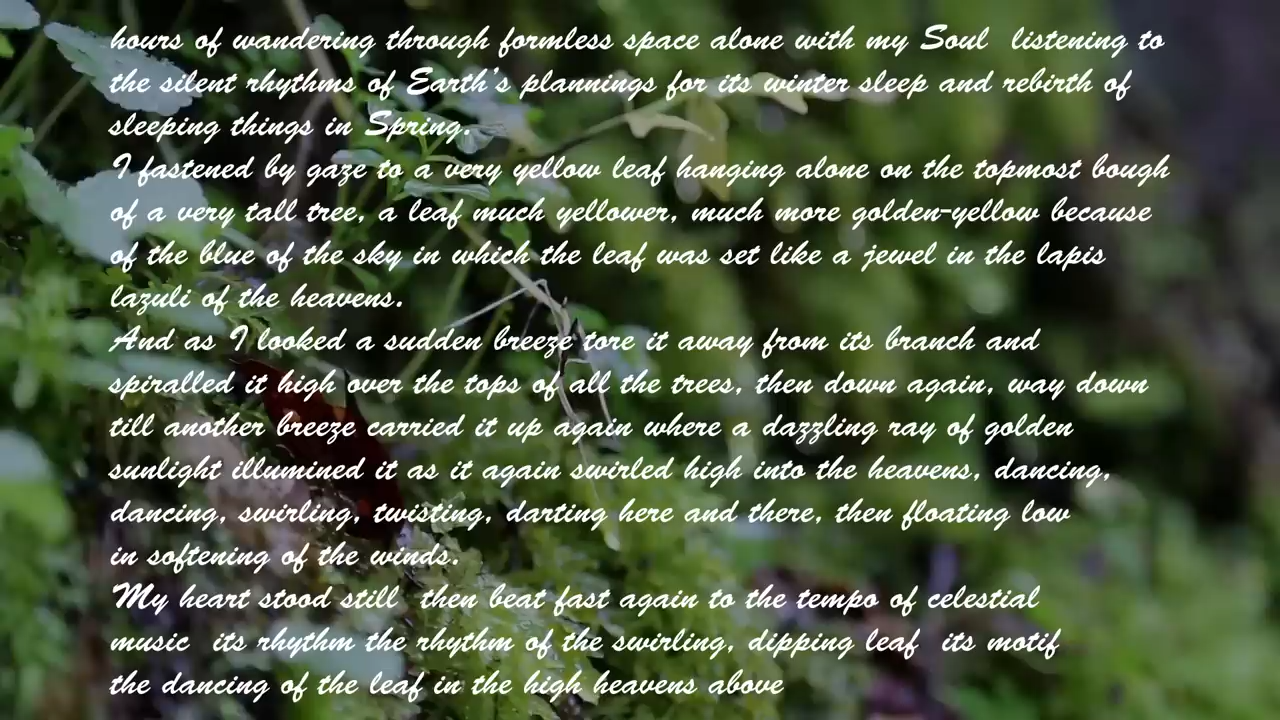 hours of wandering through formless space alone with my Soul listening to
the silent rhythms of Earth's plannings for its winter sleep and rebirth of
sleeping things in Spring.
I fastened by gaze to a very yellow leaf hanging alone on the topmost bough
of a very tall tree, a leaf much yellower, much more golden-yellow because
of the blue of the sky in which the leaf was set like a jewel in the lapis
lazuli of the heavens.
And as I looked a sudden breeze tore it away from its branch and
spiralled it high over the tops of all the trees, then down again, way down
till another breeze carried it up again where a dazzling ray of golden
sunlight illumined it as it again swirled high into the heavens, dancing,
dancing, swirling, twisting, darting here and there, then floating low
in softening of the winds.
My heart stood still then beat fast again to the tempo of celestial
music its rhythm the rhythm of the swirling, dipping leaf its motif
the dancing of the leaf in the high heavens above